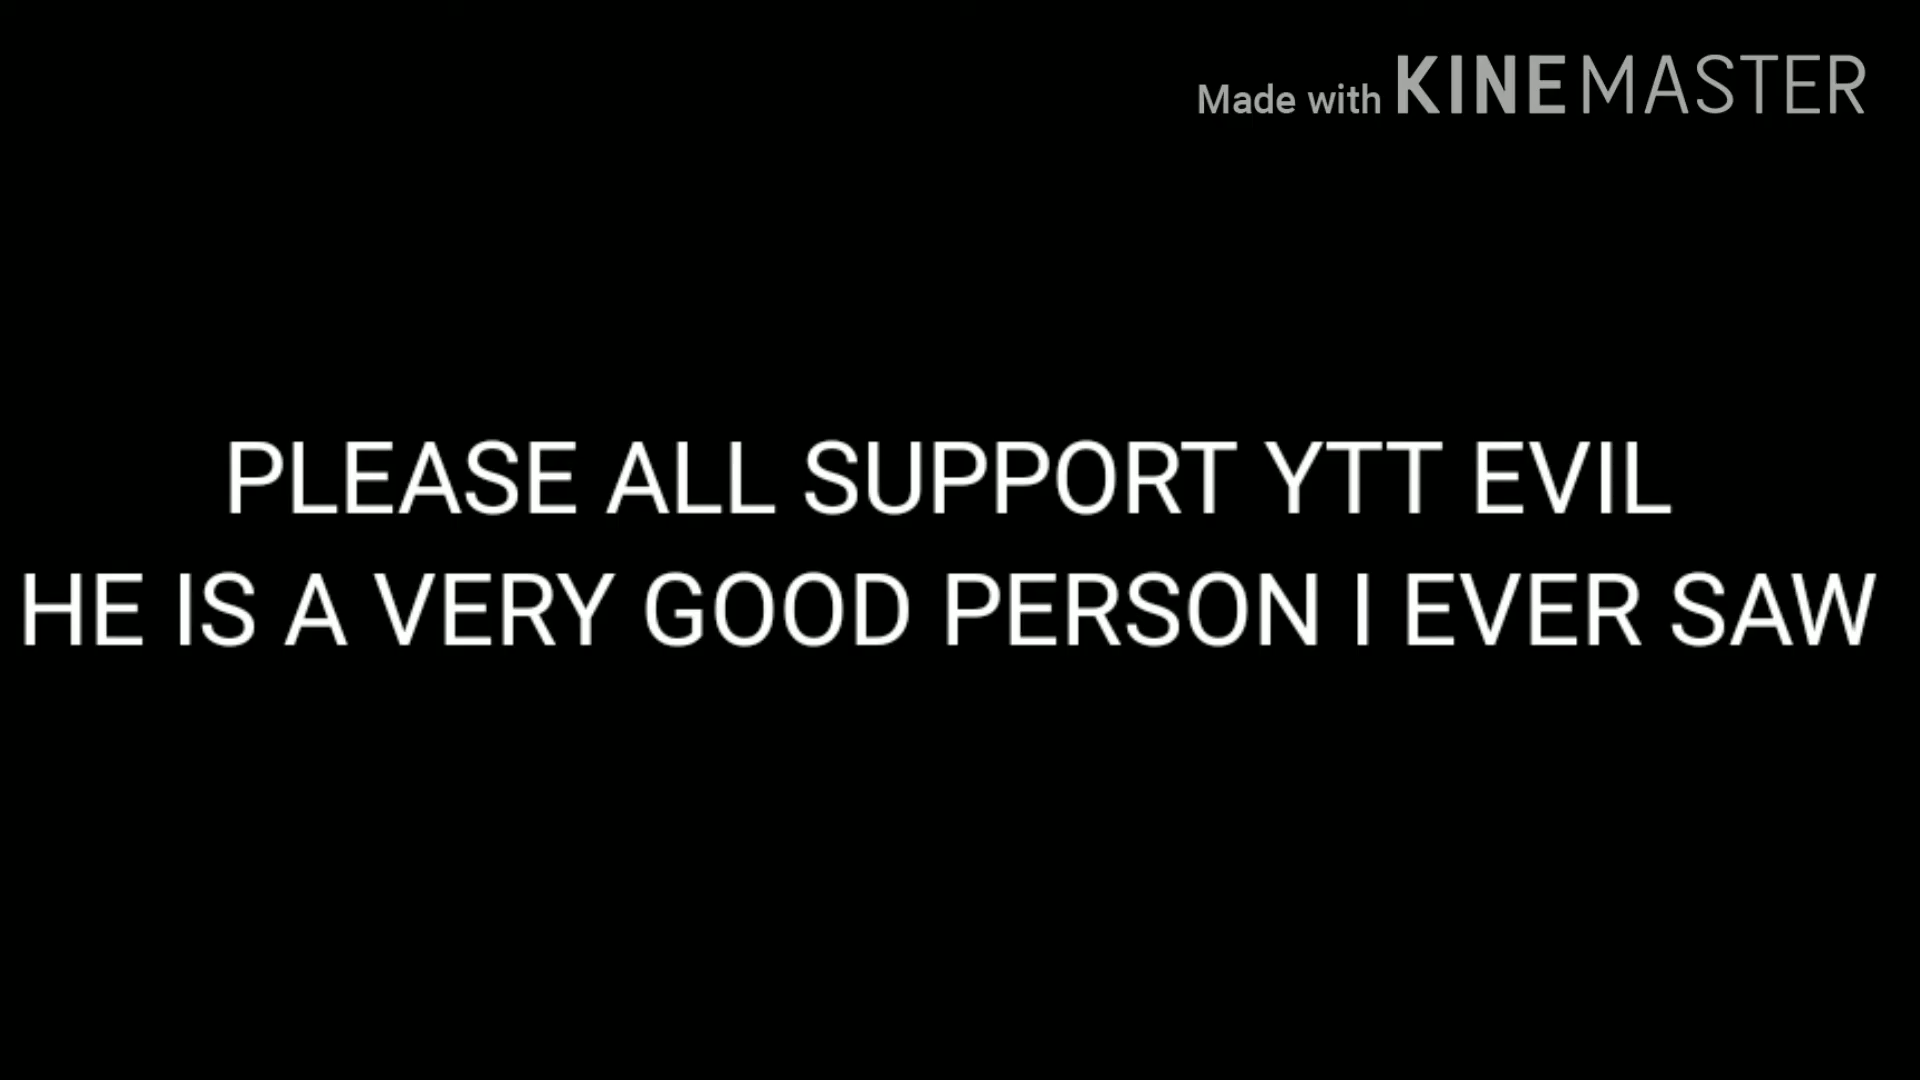 Made with KINEMASTER
PLEASE ALL SUPPORT YTT EVIL
HE IS A VERY GOOD PERSON I EVER SAW